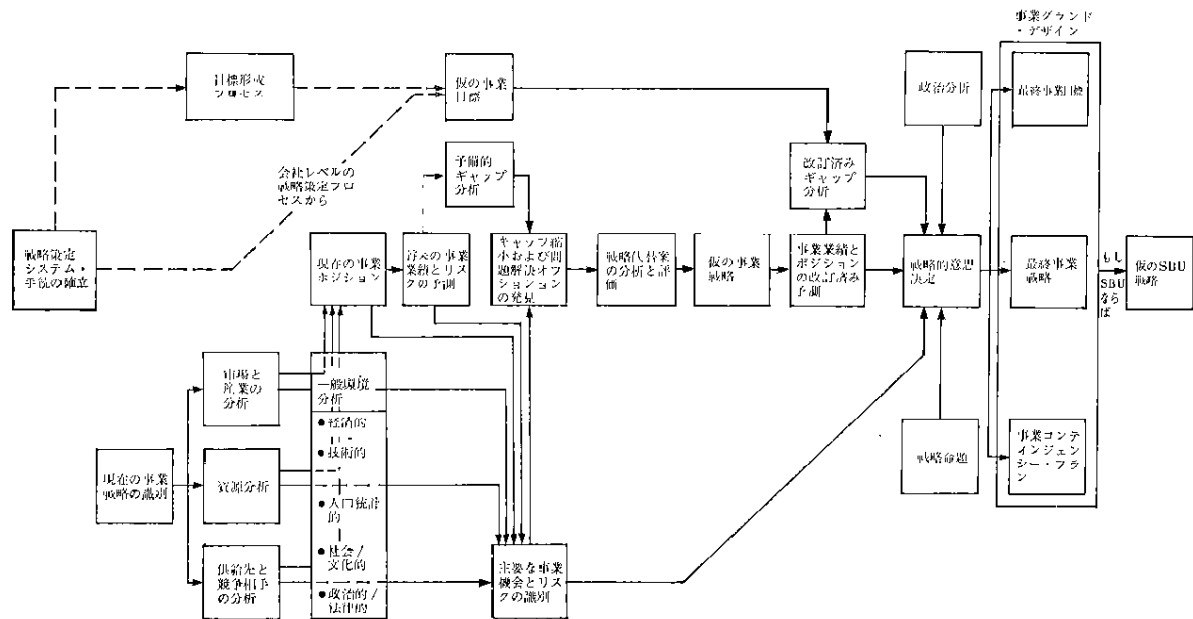 事業グランド
・デザイン
目標形成
プロセス
仮の事業
目標
政治分析
最終事業目標
会社レベルの
戦略策定プロ
セスから
予備的
ギャップ
分析
改訂済み
ギャップ
分析
戦略策定
システム・
手続の確立
現在の事業
ポジション
将来の事業
業績とリス
クの予測
ギャップ縮
小および問
題解決オプ
ションョン
の発見
戦略代替案
の分析と評
価
仮の事業
戦略
事業業績と
ポジション
の改訂済み
予測
戦略的意思
決定
最終事業
戦略
もし
SBU
なら
ば
仮のSBU
戦略
市場と
産業の
分析
一般環境
分析
●経済的
●技術的
●人口統計
的
●社会/
文化的
●政治的/
法律的
現在の事業
戦略の識別
資源分析
供給先と
競争相手
の分析
主要な事業
機会とリス
クの識別
戦略命題
事業コンテ
ィンジェン
シー・プラ
ン